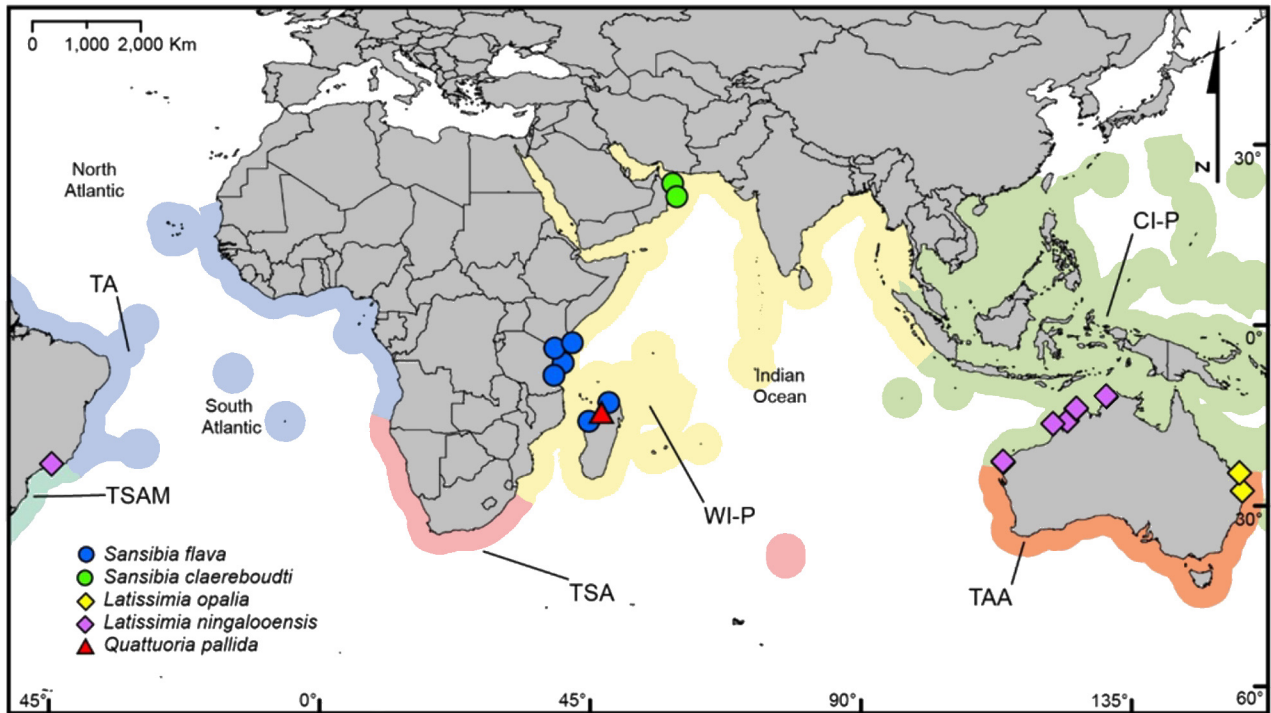 0 1,000 2,000 Km
North
Atlantic
30°
N
CI-P
TA
0°
Indian
Ocean
South
Atlantic
TSAM
WI-P
30°
Sansibia flava
Sansibia claereboudti
Latissimia opalia
Latissimia ningalooensis
Quattuoria pallida
TSA
TAA
45°
0°
45°
90°
135°
60°